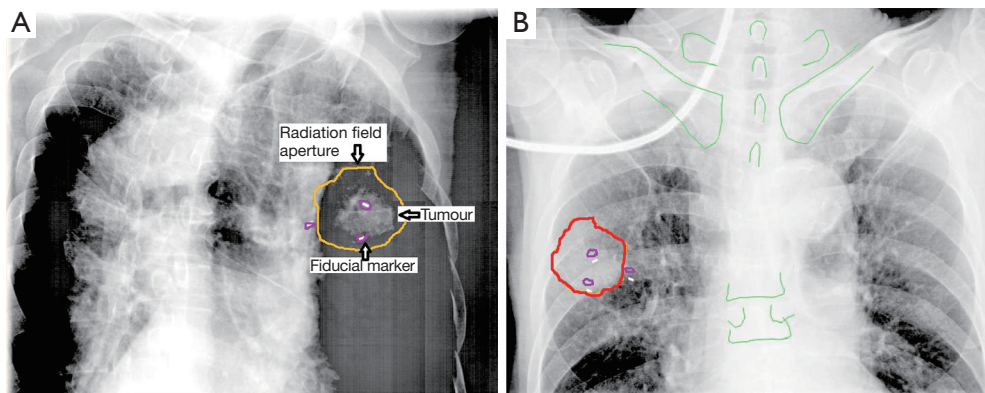 A
B
Radiation field
aperture
Tumour
Fiducial marker